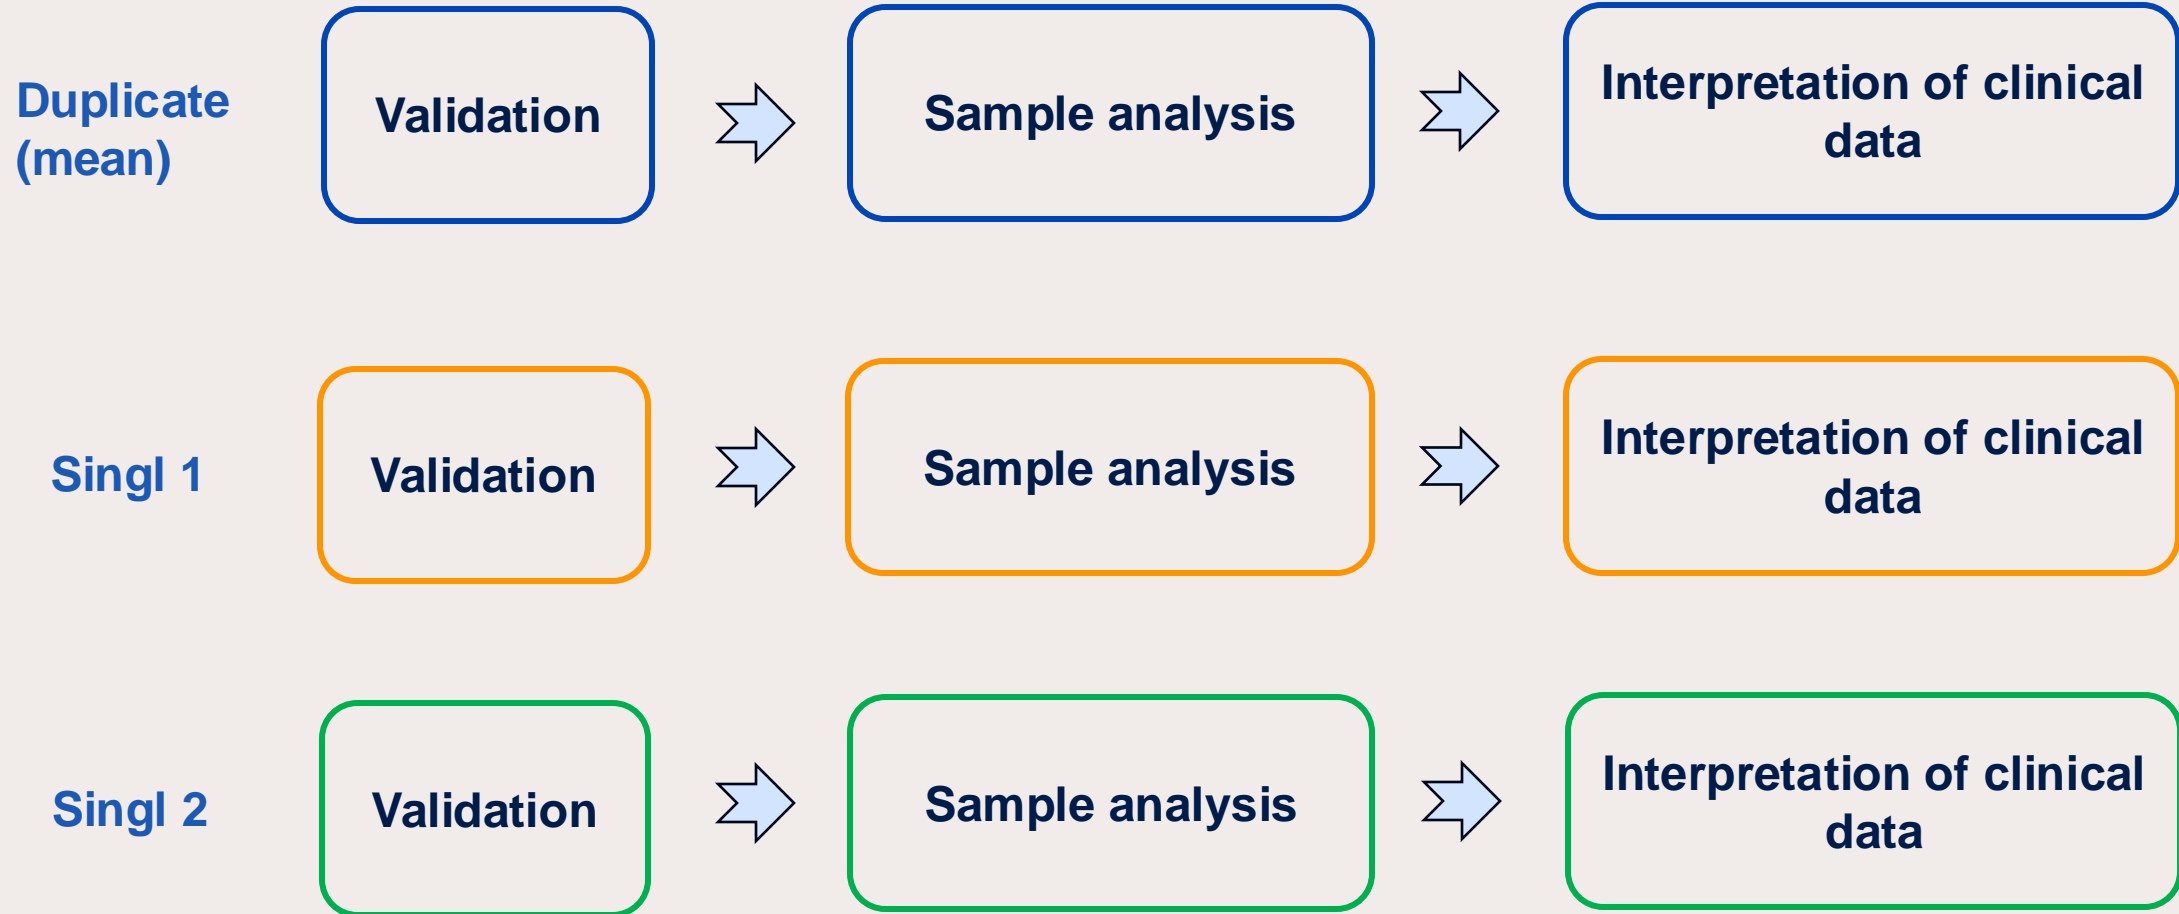 Duplicate
(mean)
Validation
Sample analysis
Interpretation of clinical
data
Singl 1
Validation
Sample analysis
Interpretation of clinical
data
Singl 2
Validation
Sample analysis
Interpretation of clinical
data